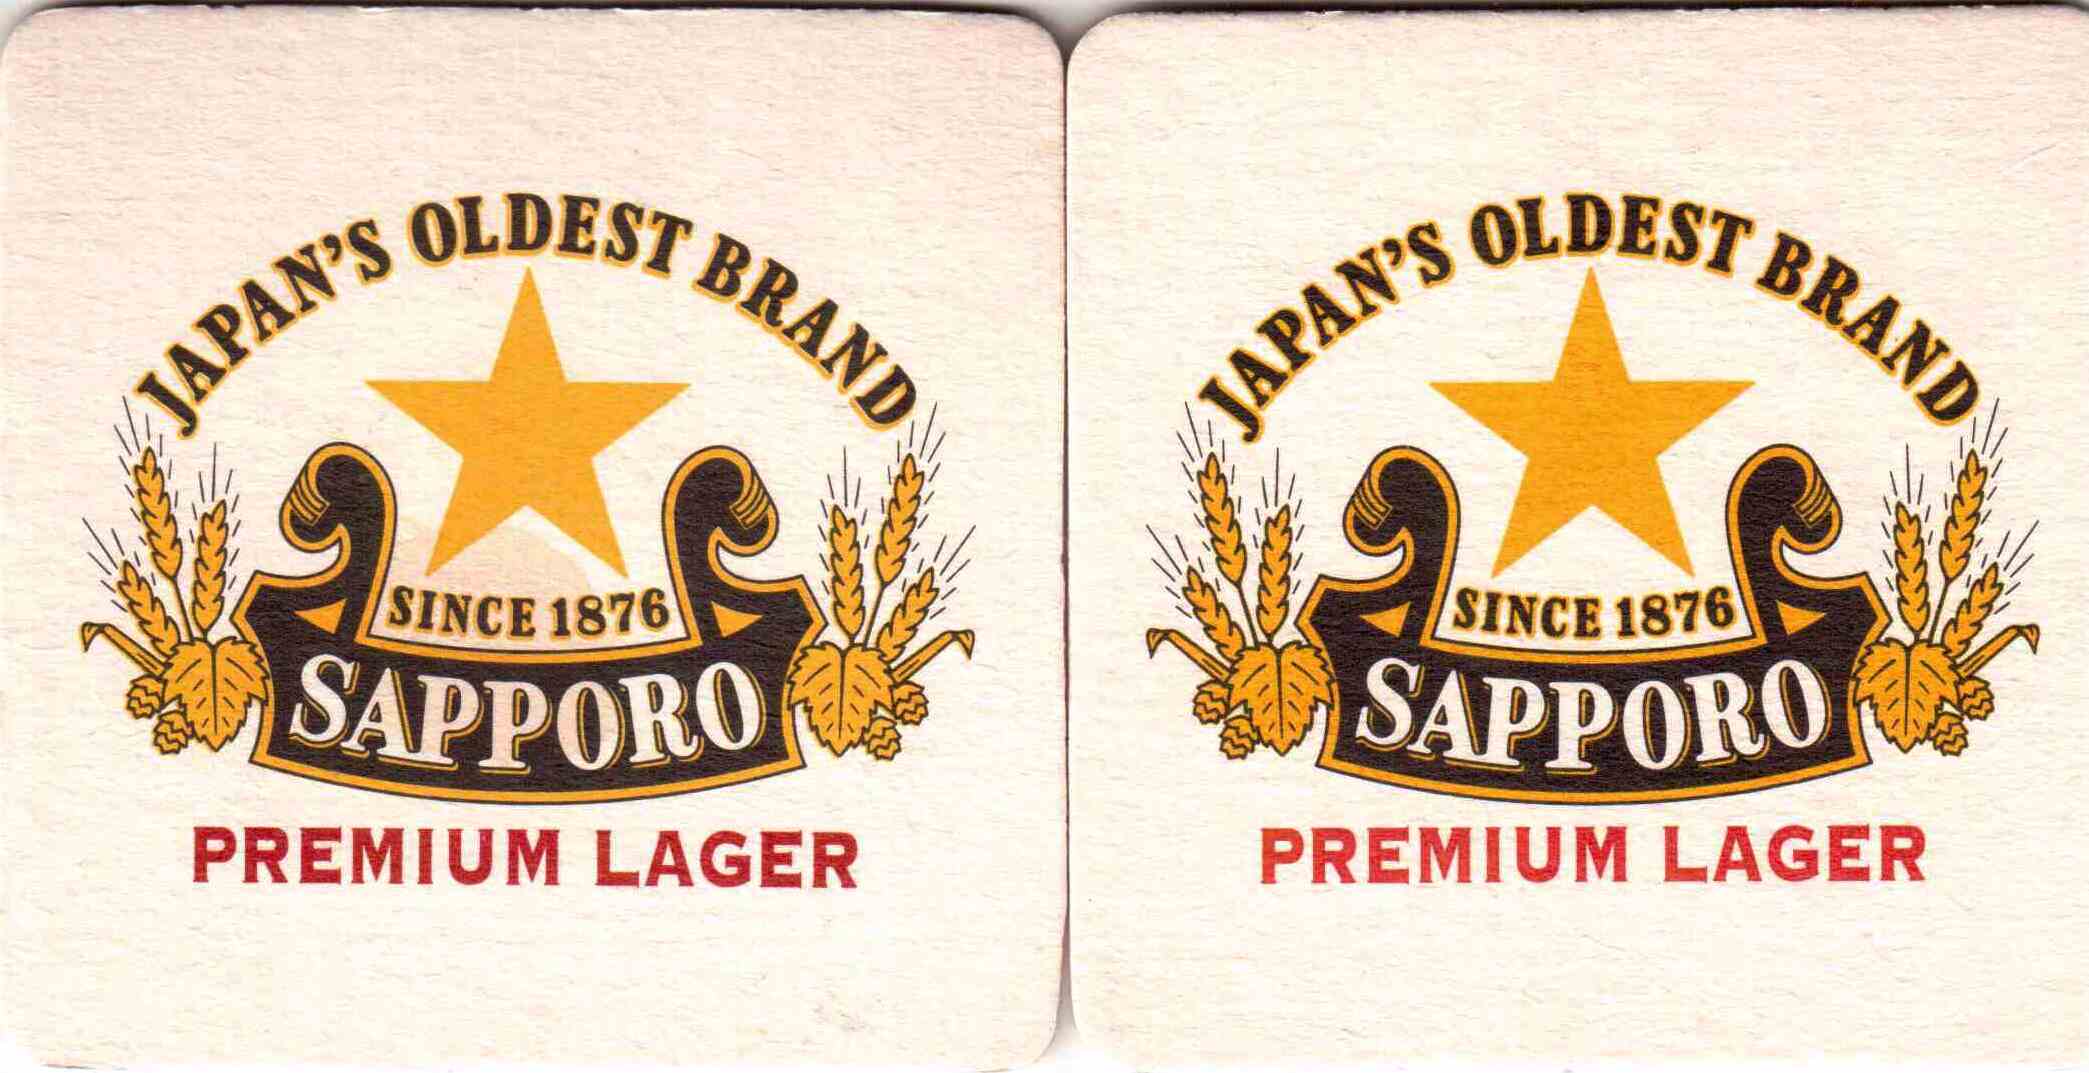 JAPAN'S OLDEST BRAND
SINCE 1876
SAPPORO
PREMIUM LAGER
JAPAN'S OLDEST BRAND
SINCE 1876
SAPPORO
PREMIUM LAGER